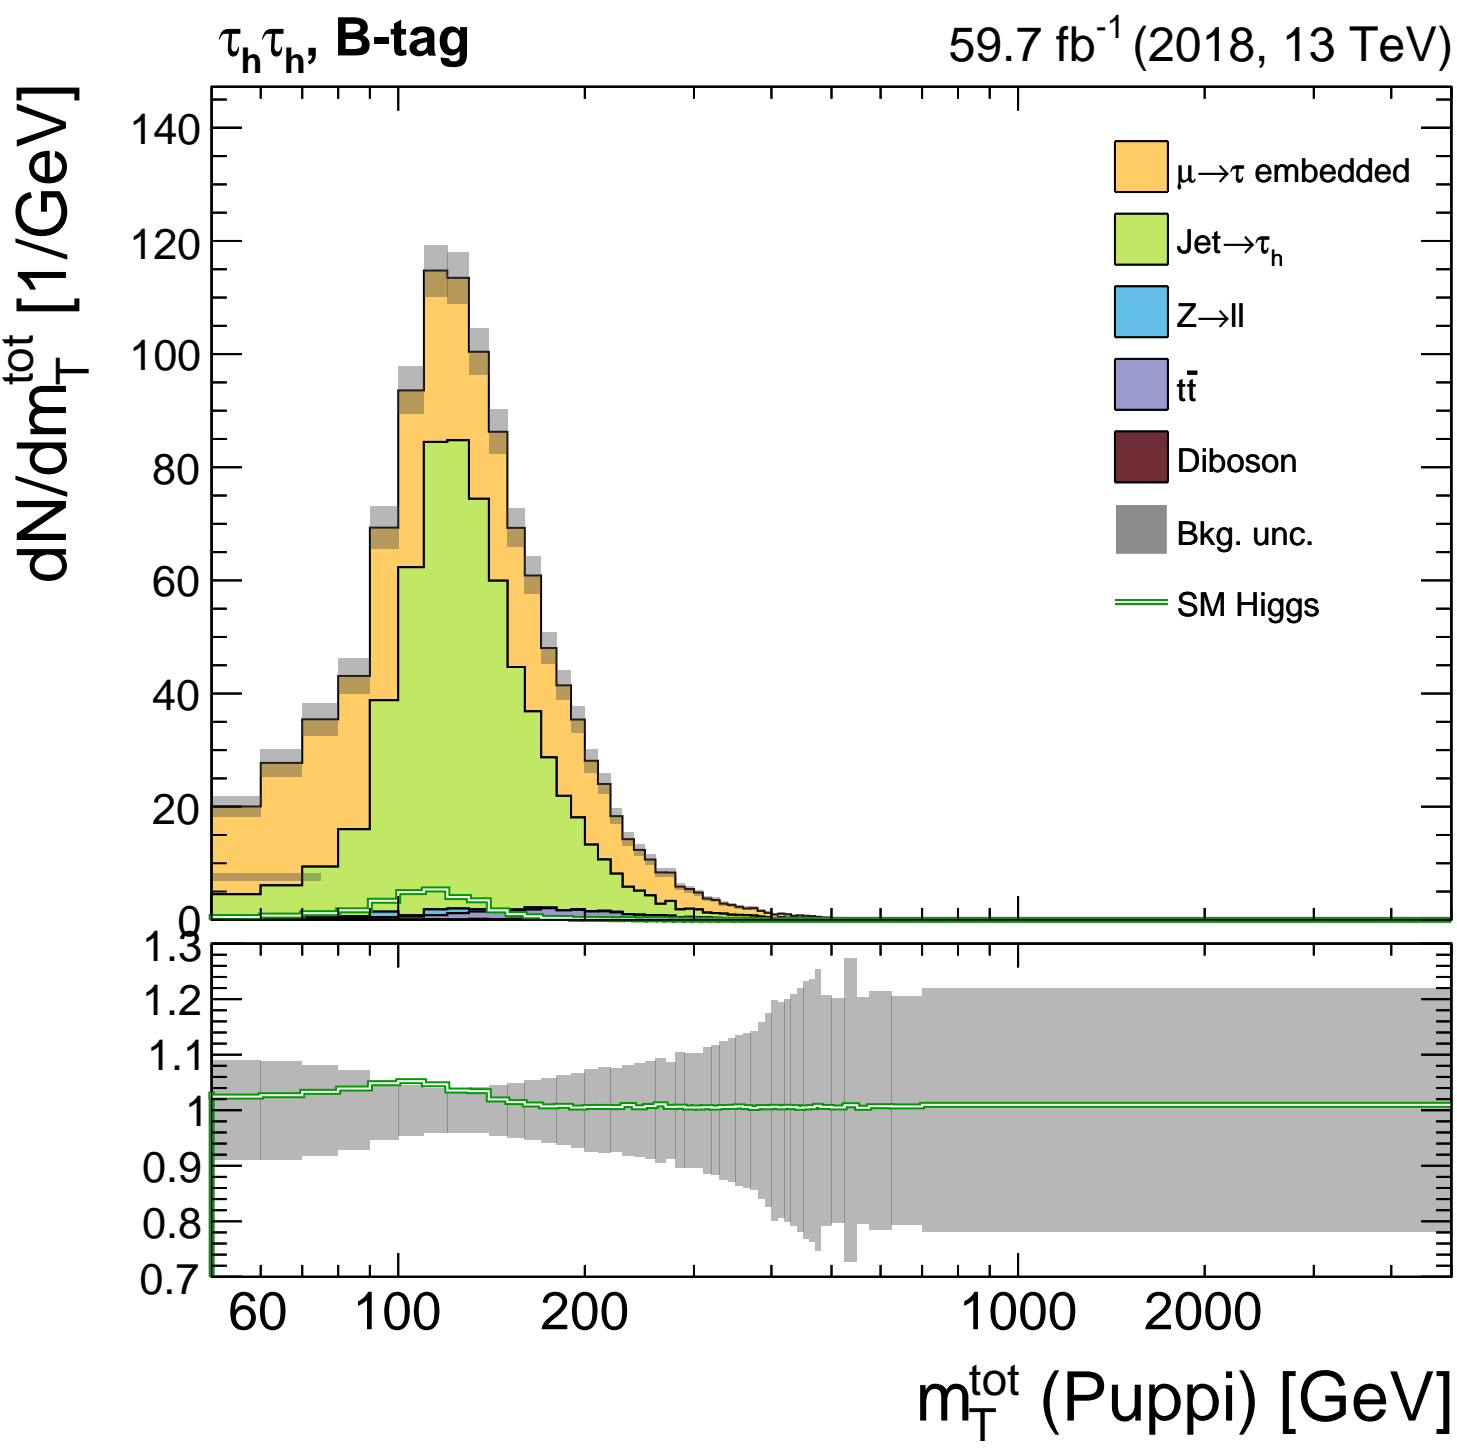 τhτh, B-tag
59.7 fb-1 (2018, 13 TeV)
dN/dmTtot [1/GeV]
140
120
100
80
60
40
20
0
μ→τ embedded
Jet→τh
Z→ll
tt̄
Diboson
Bkg. unc.
SM Higgs
1.3
1.2
1.1
1
0.9
0.8
0.7
60 100 200 1000 2000
mTtot (Puppi) [GeV]